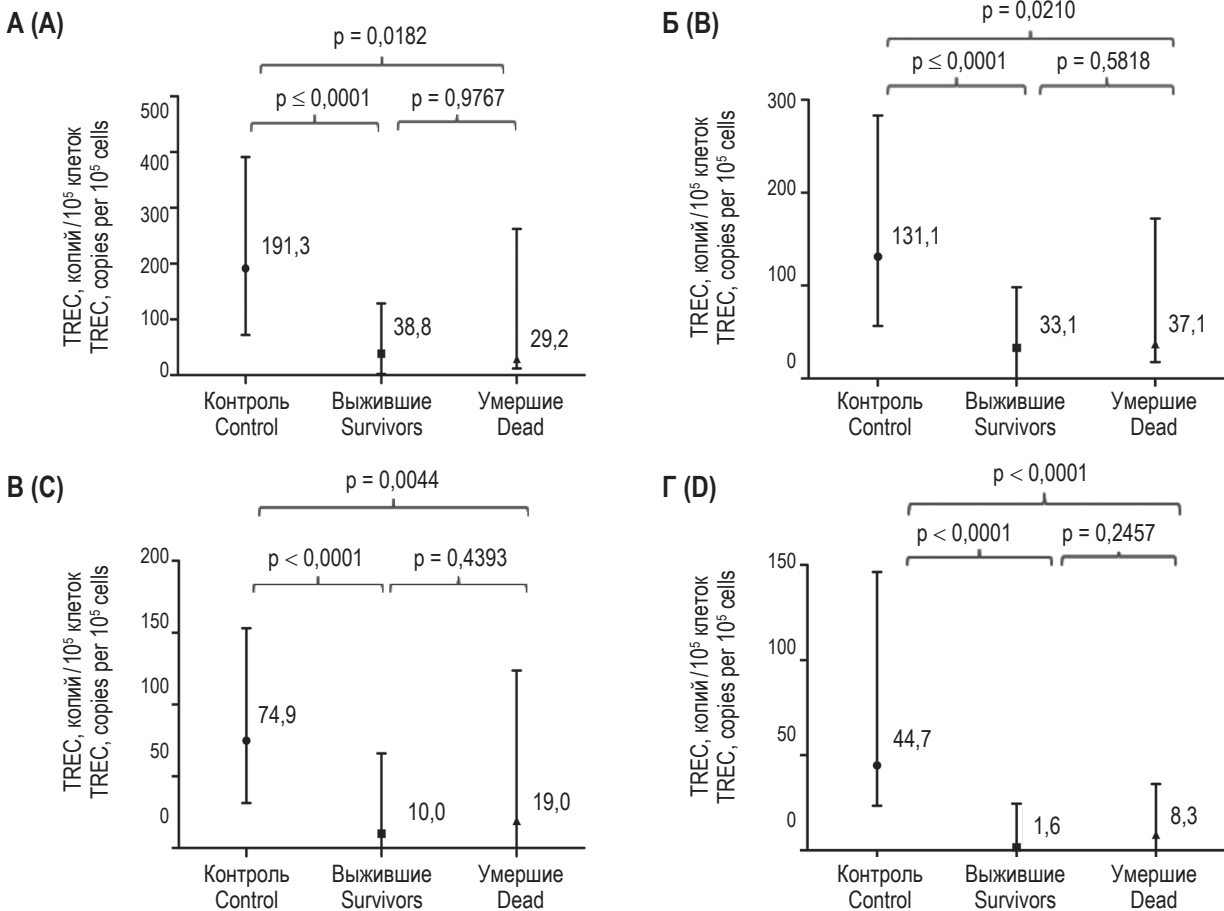 А (A)
p = 0,0182
p ≤ 0,0001
p = 0,9767
TREC, копий/10⁵ клеток
TREC, copies per 10⁵ cells
500
400
300
200
100
0
191,3
38,8
29,2
Контроль
Control
Выжившие
Survivors
Умершие
Dead
Б (B)
p = 0,0210
p ≤ 0,0001
p = 0,5818
TREC, копий/10⁵ клеток
TREC, copies per 10⁵ cells
300
200
100
0
131,1
33,1
37,1
Контроль
Control
Выжившие
Survivors
Умершие
Dead
В (C)
p = 0,0044
p < 0,0001
p = 0,4393
TREC, копий/10⁵ клеток
TREC, copies per 10⁵ cells
200
150
100
50
0
74,9
10,0
19,0
Контроль
Control
Выжившие
Survivors
Умершие
Dead
Г (D)
p < 0,0001
p < 0,0001
p = 0,2457
TREC, копий/10⁵ клеток
TREC, copies per 10⁵ cells
150
100
50
0
44,7
1,6
8,3
Контроль
Control
Выжившие
Survivors
Умершие
Dead